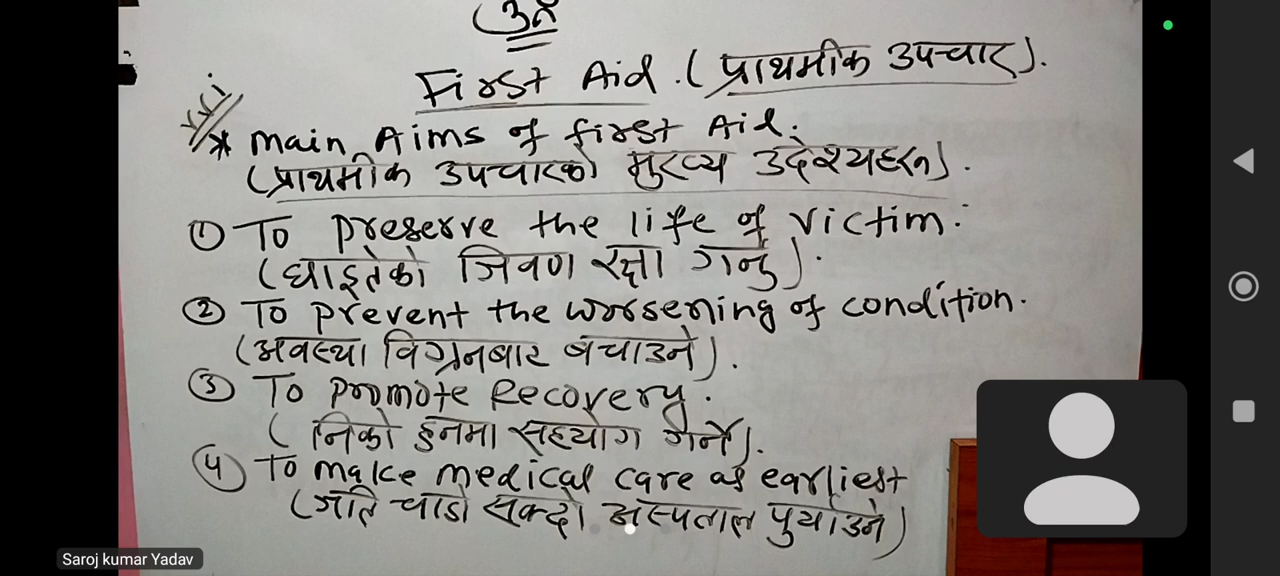 First Aid. (प्राथमीक उपचार).
* Main Aims of first Aid.
(प्राथमीक उपचारको मुख्य उदेश्यहरू).
① To preserve the life of victim.
(घाइतेको जिवण रक्षा गर्नु).
② To prevent the worsening of condition.
(अवस्था विग्रनबाट बचाउने).
③ To promote Recovery.
(निको हुनमा सहयोग गर्ने).
④ To make medical care as earliest
(जति चाडो सक्दो अस्पताल पुर्याउने)
Saroj kumar Yadav